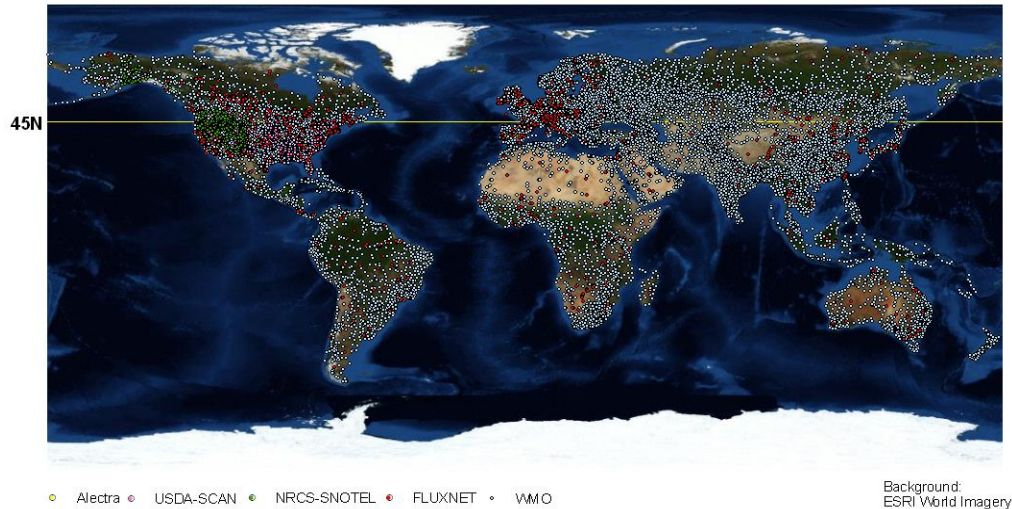 45N
Alectra USDA-SCAN NRCS-SNOTEL FLUXNET WMO
Background:
ESRI World Imagery